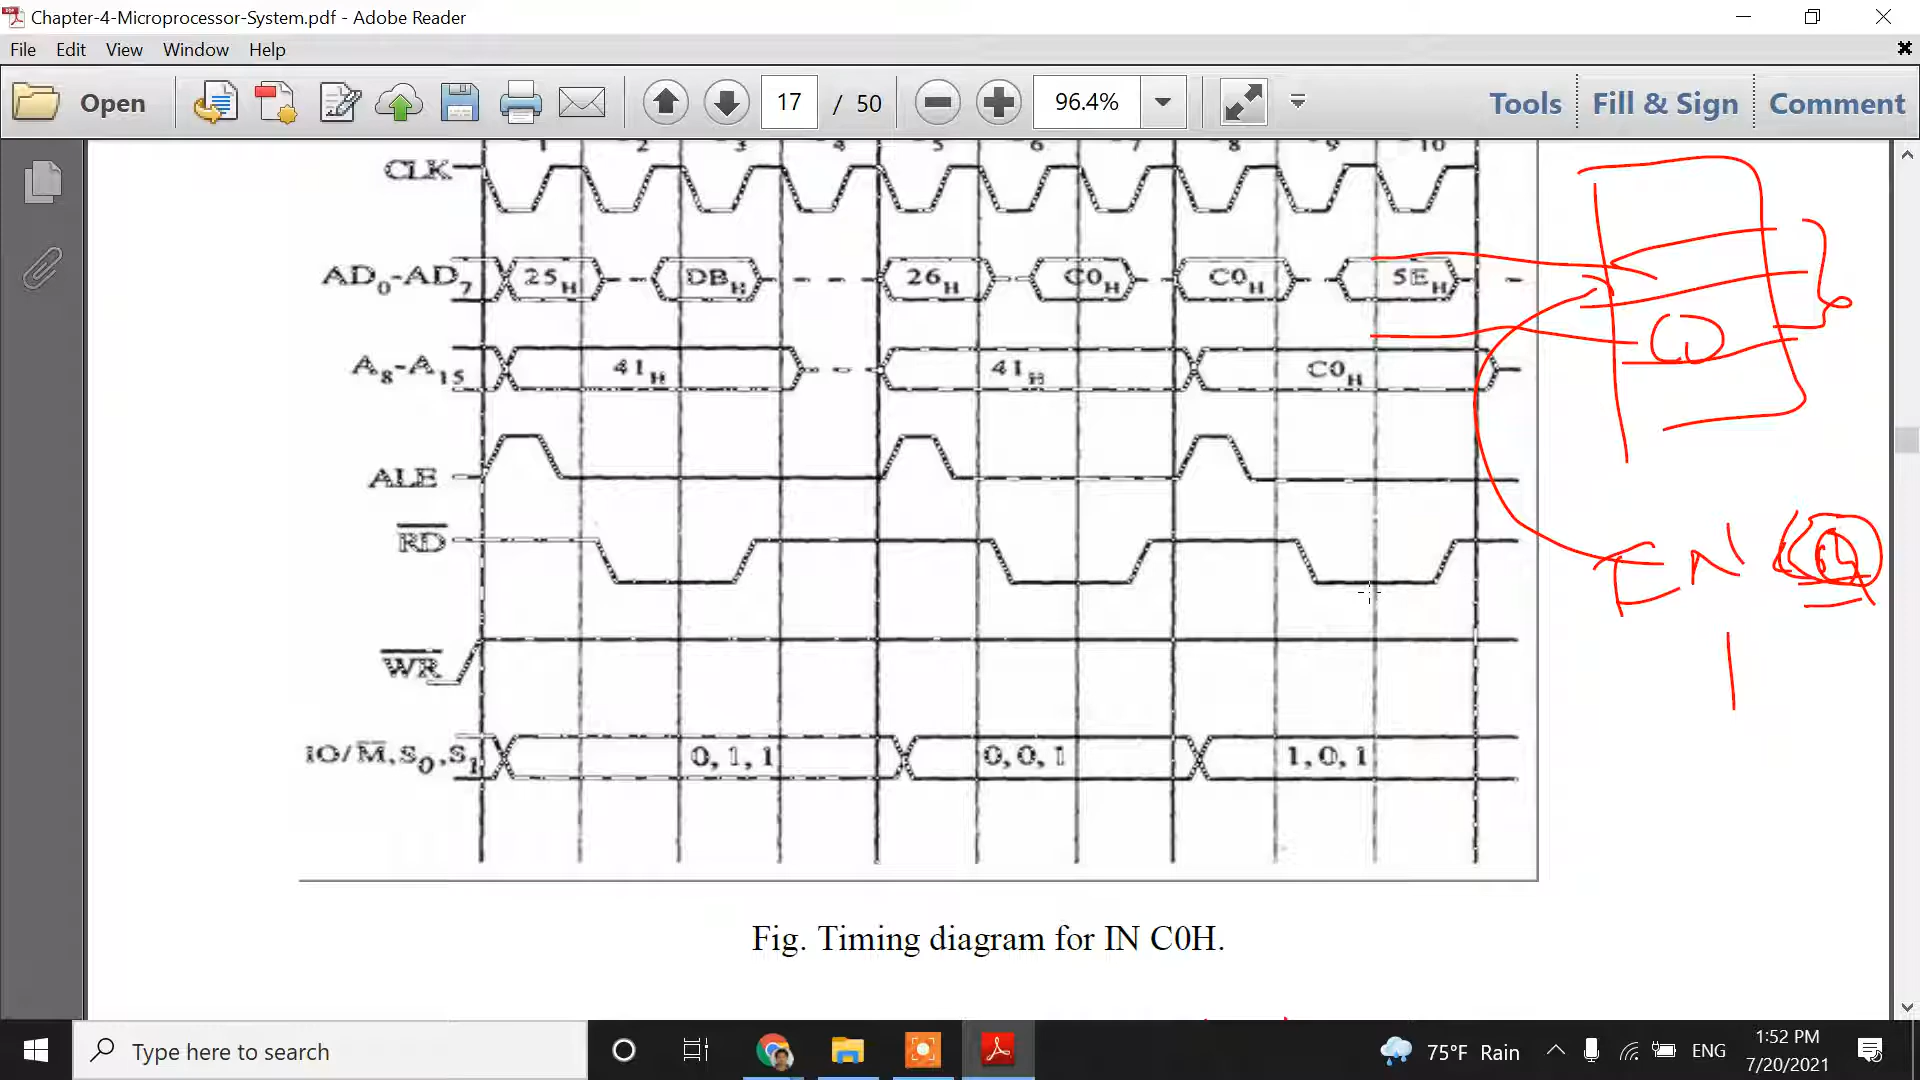 Chapter-4-Microprocessor-System.pdf - Adobe Reader
File Edit View Window Help
Open 17 / 50 96.4% Tools Fill & Sign Comment
1 2 3 4 5 6 7 8 9 10
CLK
AD0-AD7 25H DBH 26H C0H C0H 5EH
A8-A15 41H 41H C0H
ALE
RD
WR
IO/M, S0, S1 0, 1, 1 0, 0, 1 1, 0, 1
EN
Fig. Timing diagram for IN C0H.
Type here to search 75°F Rain ENG 1:52 PM
7/20/2021